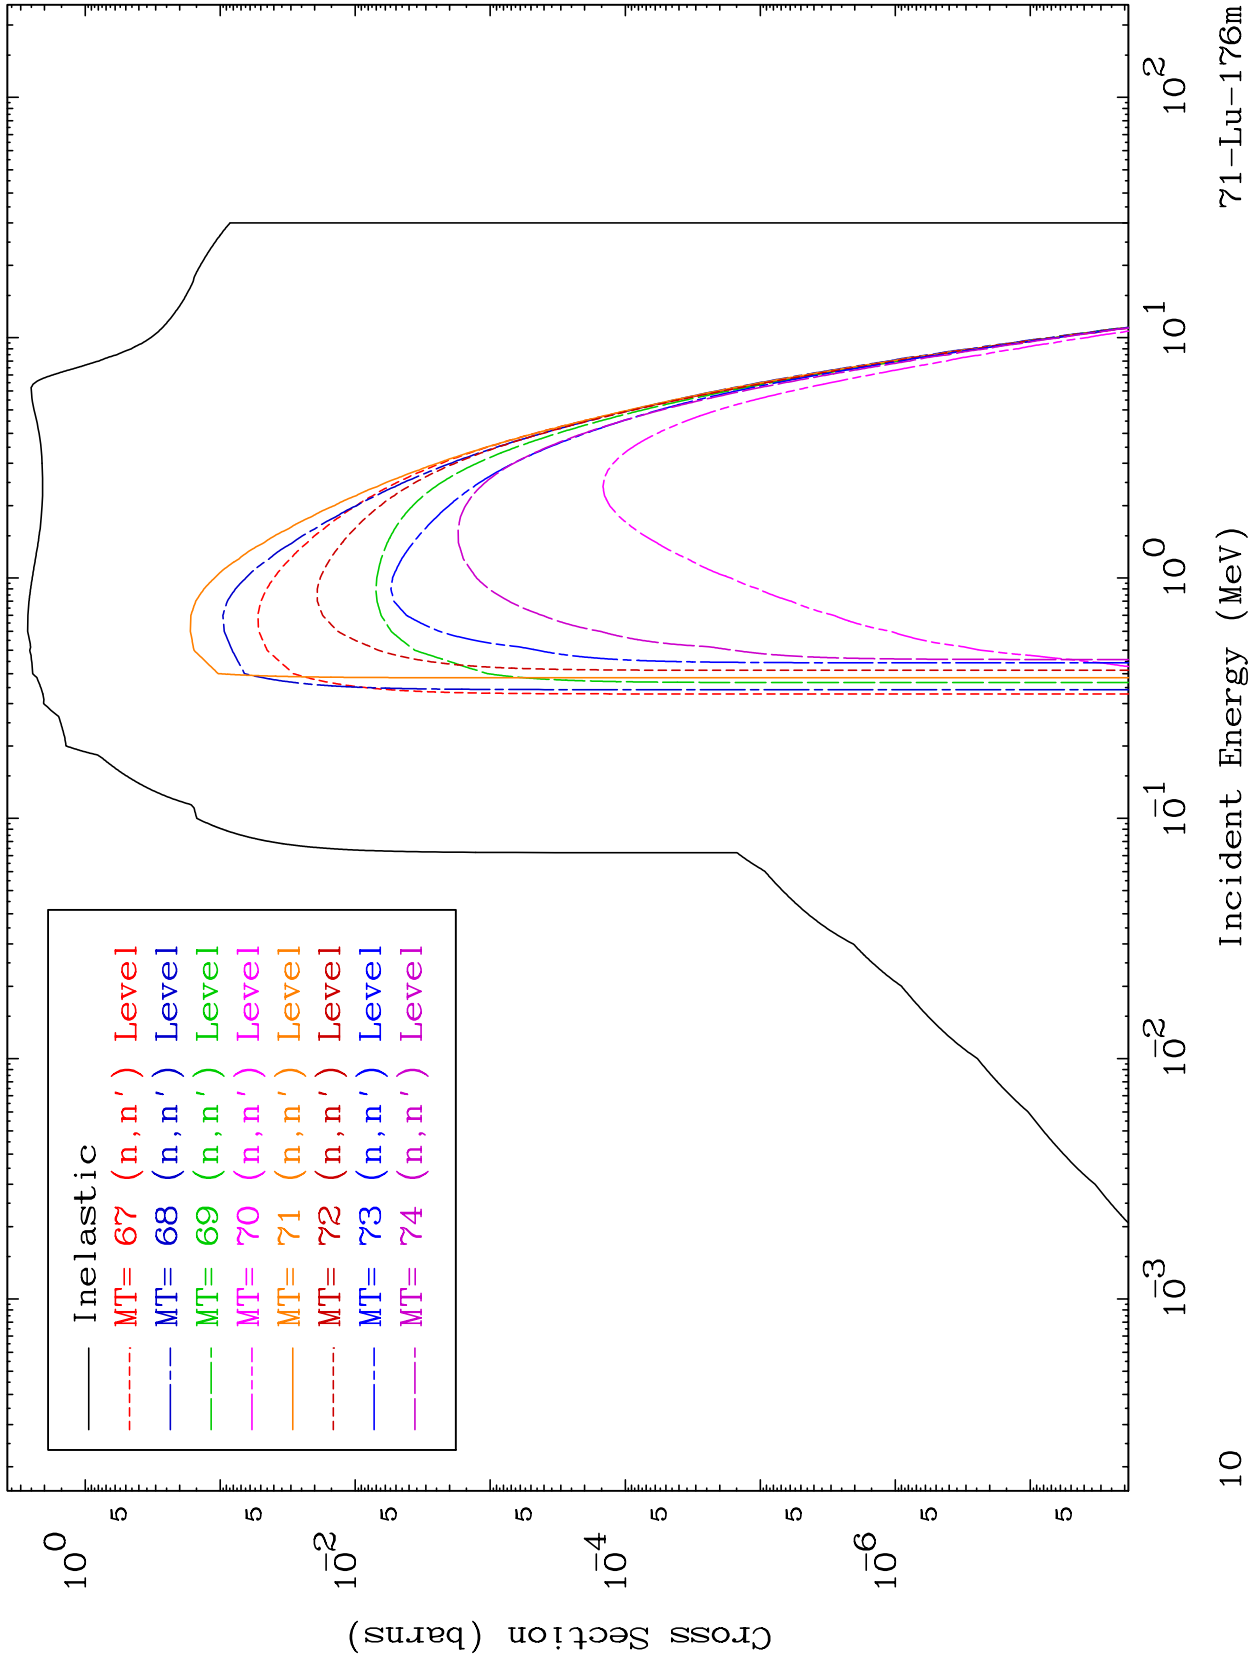 Inelastic
MT= 67 (n,n') Level
MT= 68 (n,n') Level
MT= 69 (n,n') Level
MT= 70 (n,n') Level
MT= 71 (n,n') Level
MT= 72 (n,n') Level
MT= 73 (n,n') Level
MT= 74 (n,n') Level
Cross Section (barns)
10^0
5
5
10^-2
5
5
10^-4
5
5
10^-6
5
5
10^-3
10^-2
10^-1
10^0
10^1
10^2
Incident Energy (MeV)
10
71-Lu-176m